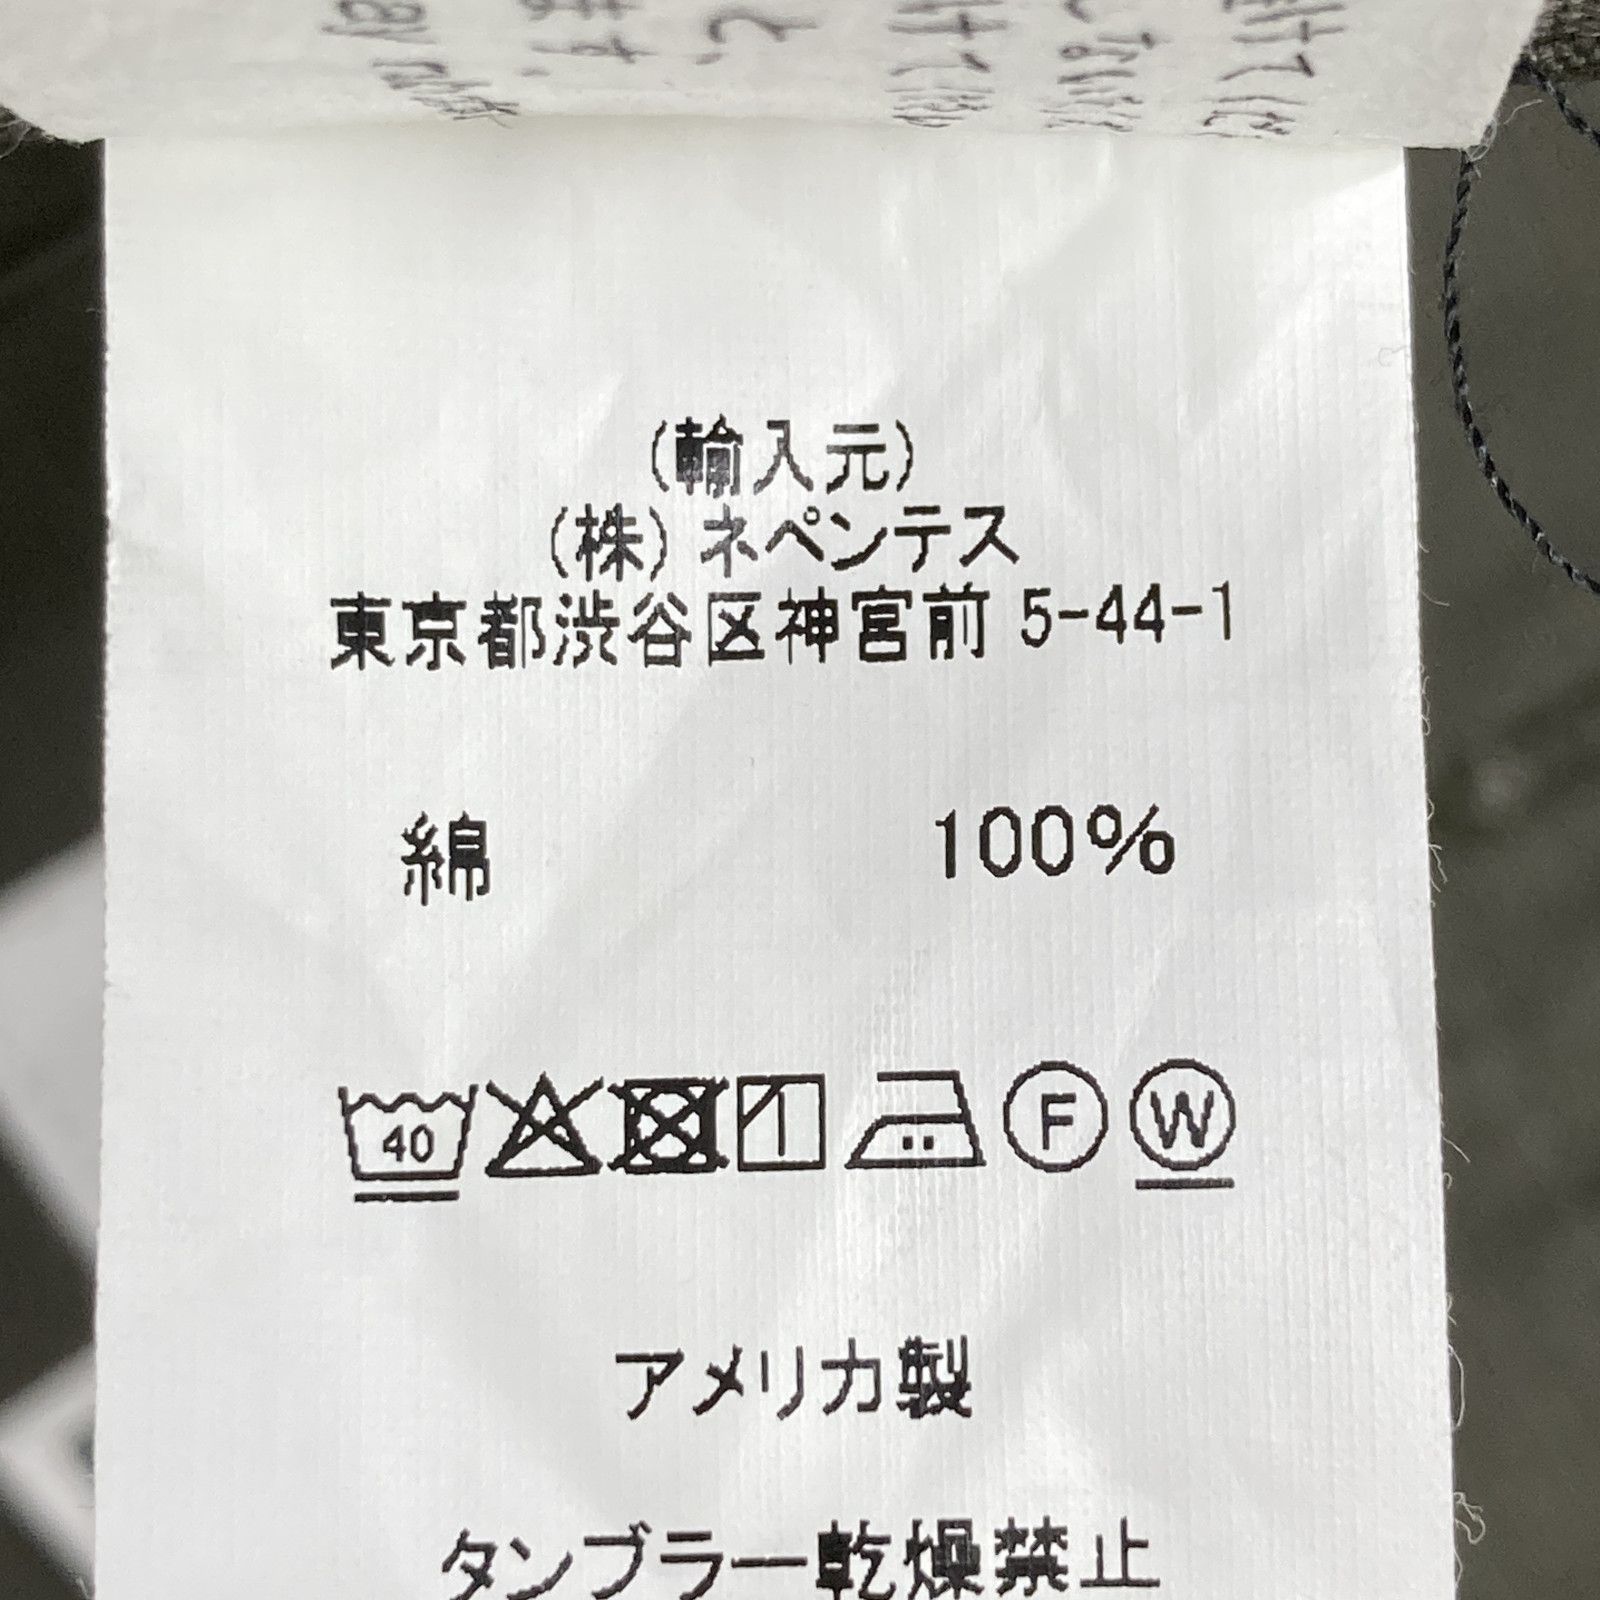 (輸入元)
(株) ネペンテス
東京都渋谷区神宮前 5-44-1
綿 100%
40 F W
アメリカ製
タンブラー乾燥禁止